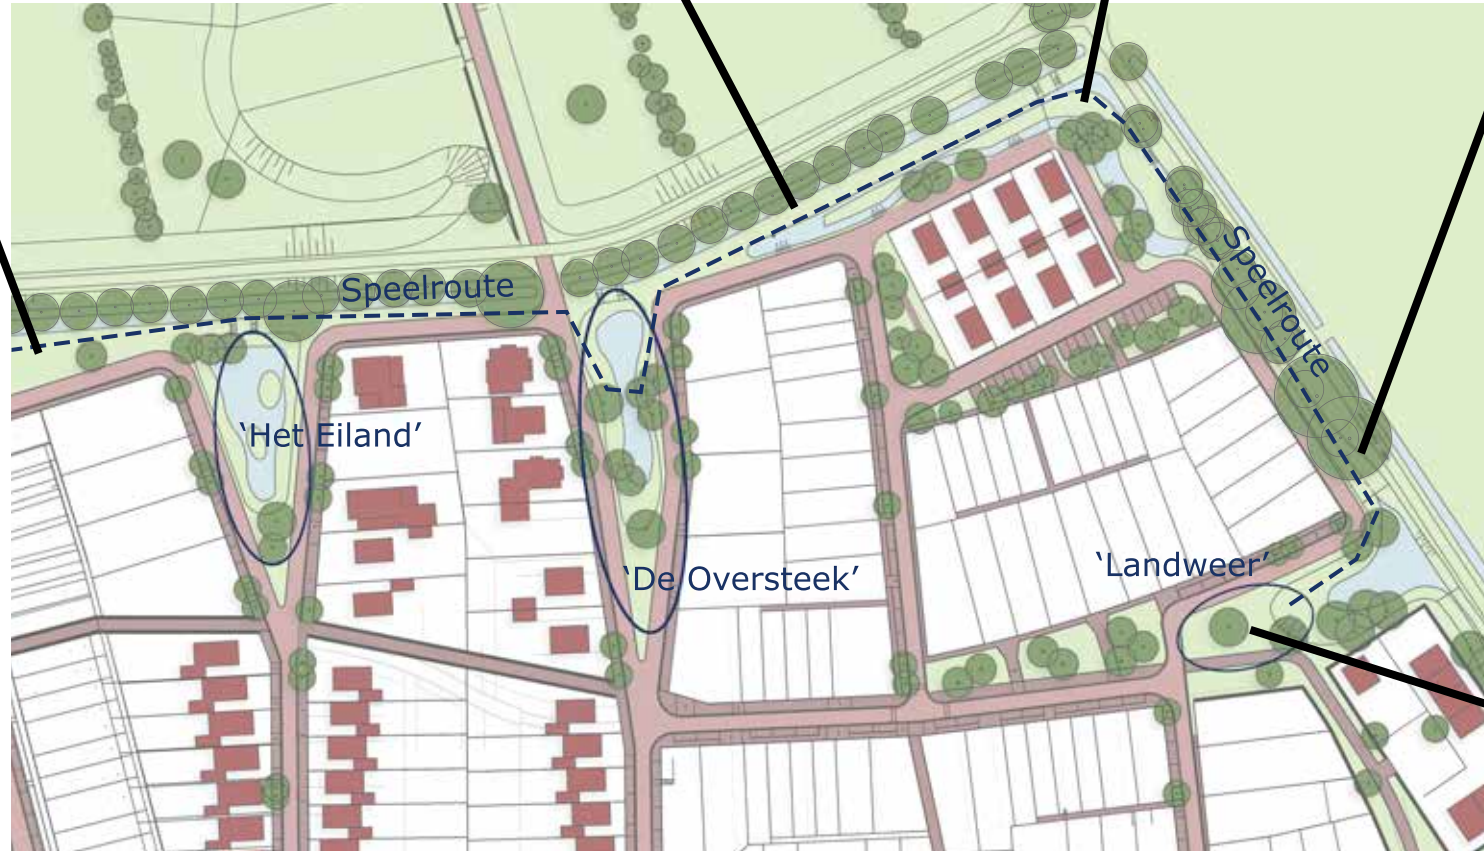 Speelroute
Speelroute
‘Het Eiland’
‘De Oversteek’
‘Landweer’